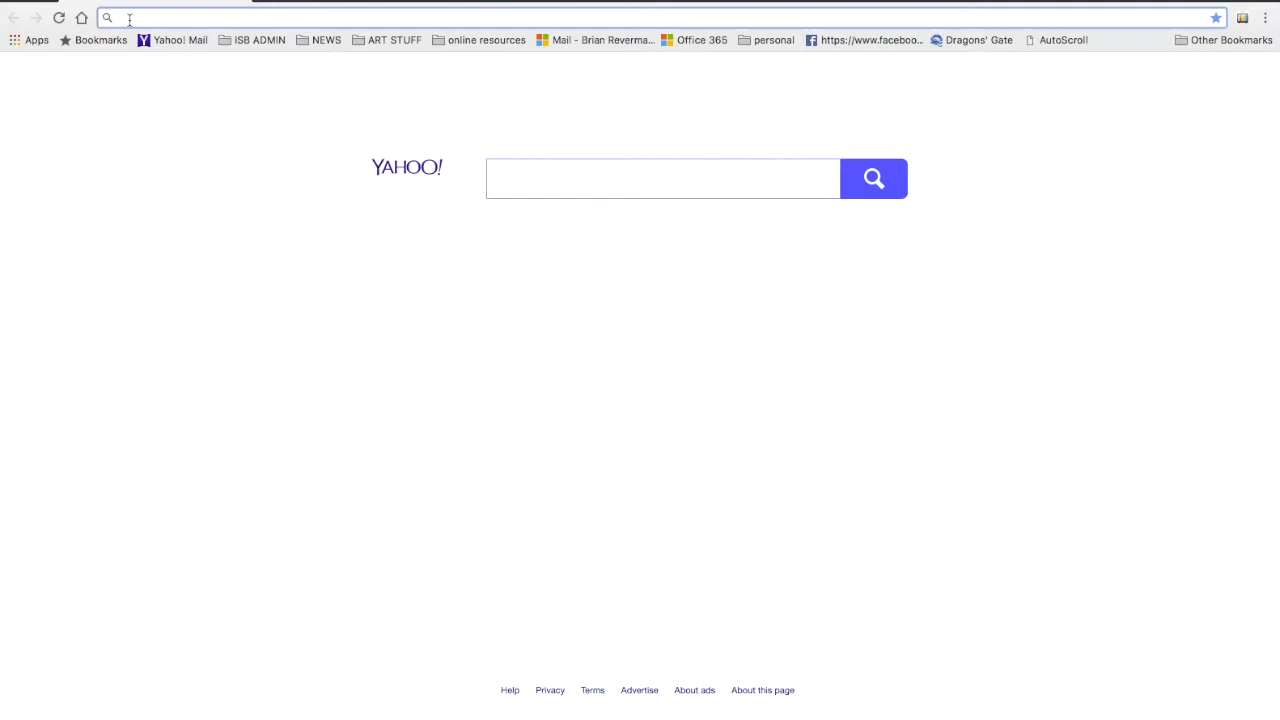 Apps Bookmarks Yahoo! Mail ISB ADMIN NEWS ART STUFF online resources Mail - Brian Reverma... Office 365 personal https://www.faceboo... Dragons' Gate AutoScroll Other Bookmarks
YAHOO!
Help Privacy Terms Advertise About ads About this page